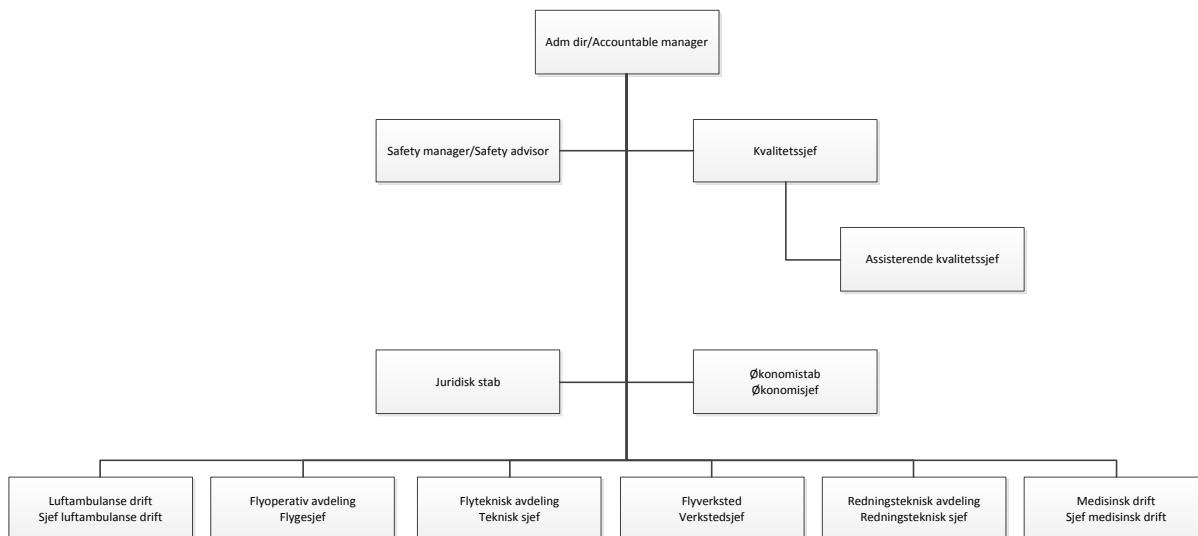 Adm dir/Accountable manager
Safety manager/Safety advisor
Kvalitetssjef
Assisterende kvalitetssjef
Juridisk stab
Økonomistab
Økonomisjef
Luftambulanse drift
Sjef luftambulanse drift
Flyoperativ avdeling
Flygesjef
Flyteknisk avdeling
Teknisk sjef
Flyverksted
Verkstedsjef
Redningsteknisk avdeling
Redningsteknisk sjef
Medisinsk drift
Sjef medisinsk drift